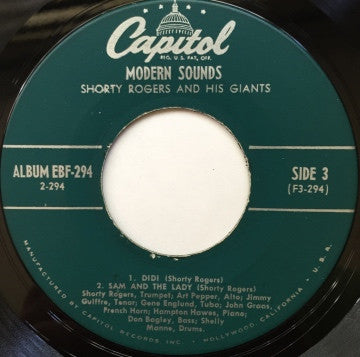 Capitol
REG. U.S. PAT. OFF.
MODERN SOUNDS
SHORTY ROGERS AND HIS GIANTS
ALBUM EBF-294
2-294
SIDE 3
(F3-294)
1. DIDI (Shorty Rogers)
2. SAM AND THE LADY (Shorty Rogers)
Shorty Rogers, Trumpet; Art Pepper, Alto; Jimmy
Guiffre, Tenor; Gene Englund, Tuba; John Graas,
French Horn; Hampton Hawes, Piano;
Don Bagley, Bass; Shelly
Manne, Drums.
MANUFACTURED BY CAPITOL RECORDS, INC. • HOLLYWOOD CALIFORNIA • U.S.A.